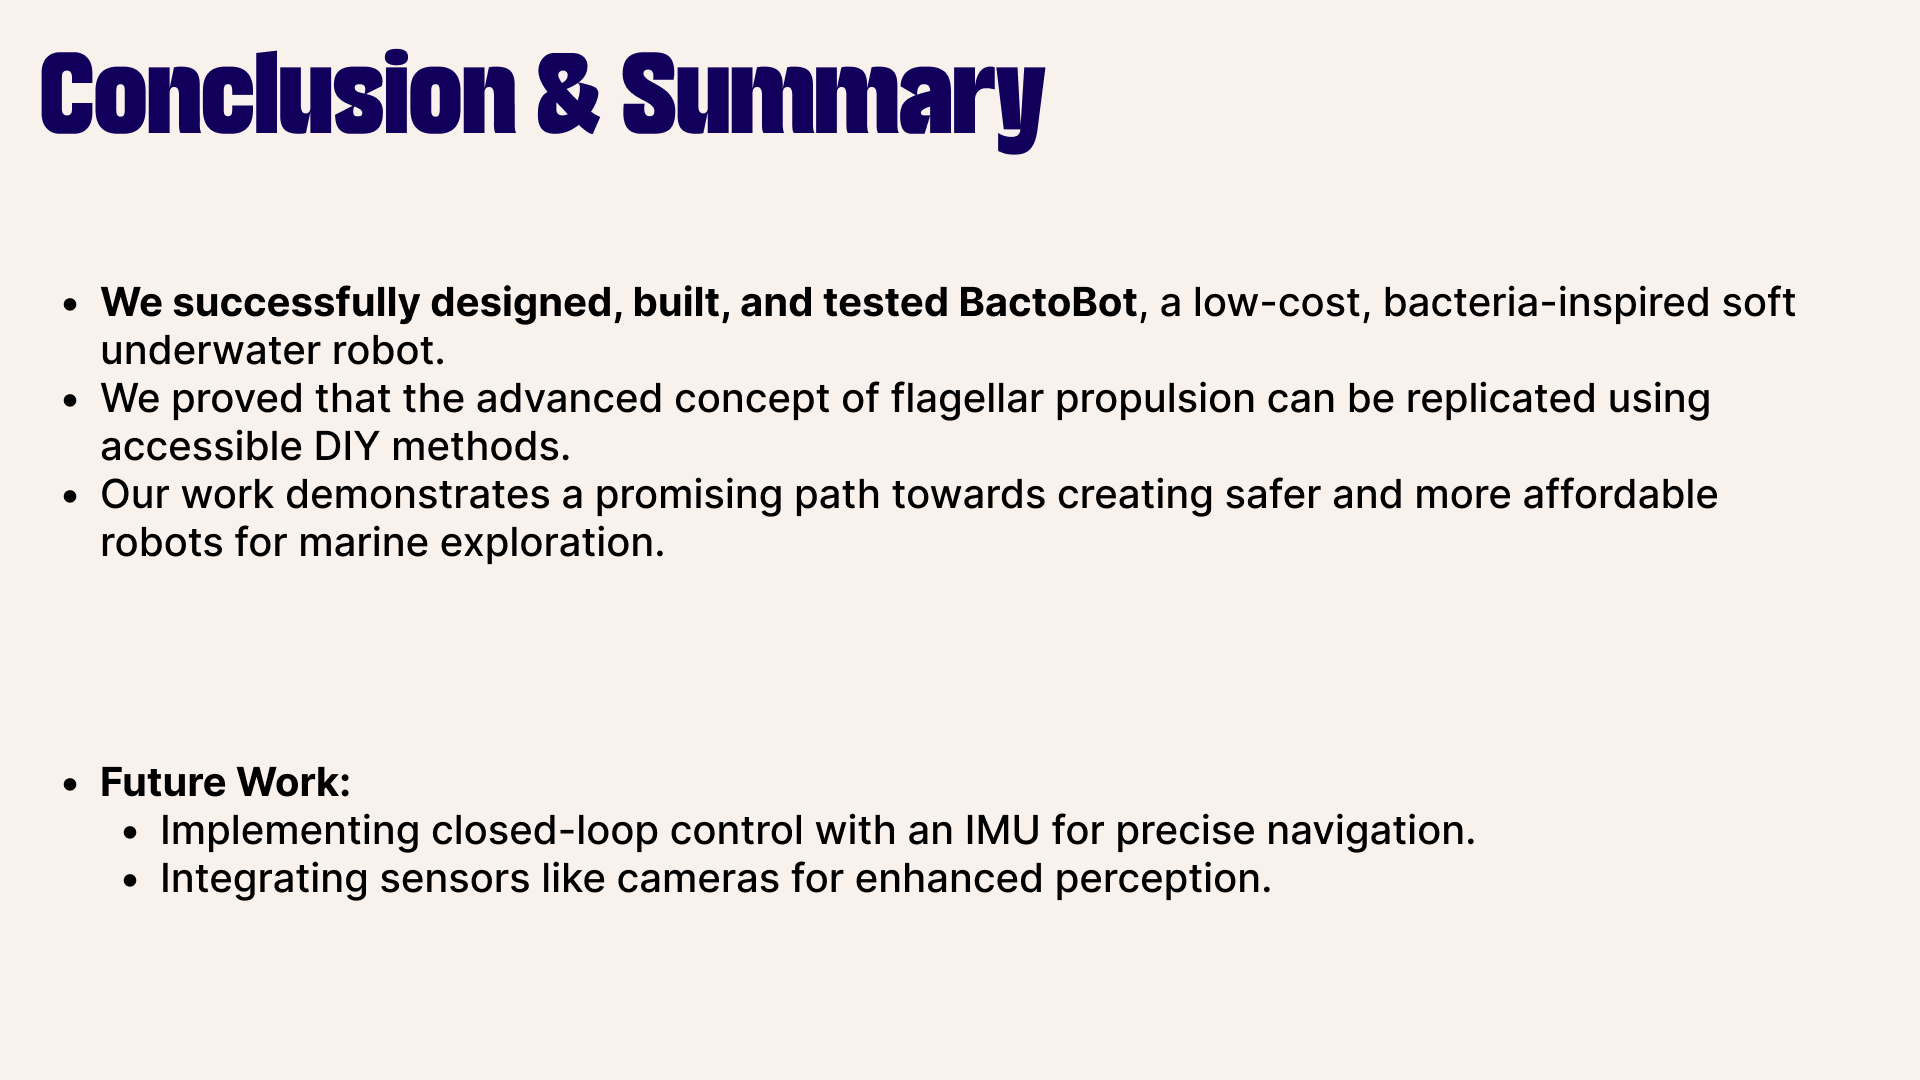 Conclusion & Summary
• We successfully designed, built, and tested BactoBot, a low-cost, bacteria-inspired soft
underwater robot.
• We proved that the advanced concept of flagellar propulsion can be replicated using
accessible DIY methods.
• Our work demonstrates a promising path towards creating safer and more affordable
robots for marine exploration.
• Future Work:
• Implementing closed-loop control with an IMU for precise navigation.
• Integrating sensors like cameras for enhanced perception.